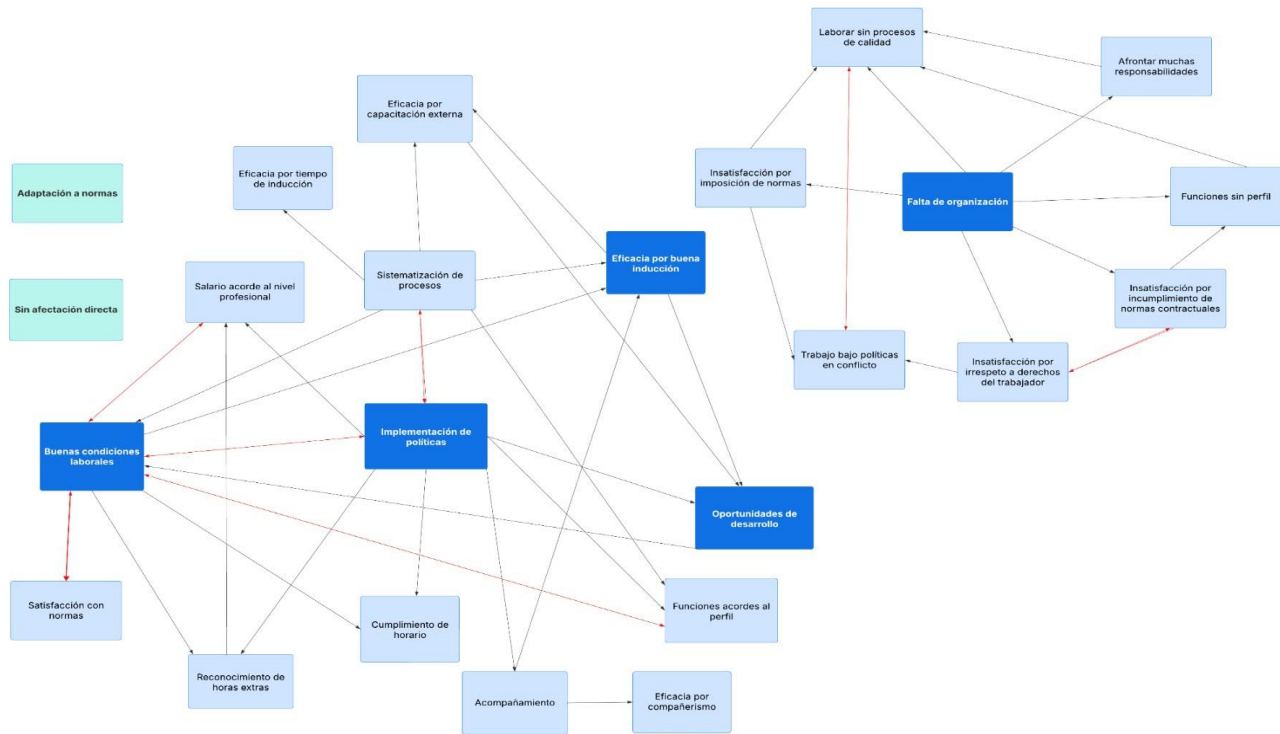 Laborar sin procesos
de calidad
Afrontar muchas
responsabilidades
Eficacia por
capacitación externa
Eficacia por tiempo
de inducción
Insatisfacción por
imposición de normas
Adaptación a normas
Falta de organización
Funciones sin perfil
Eficacia por buena
inducción
Sistematización de
procesos
Salario acorde al nivel
profesional
Insatisfacción por
incumplimiento de
normas contractuales
Sin afectación directa
Trabajo bajo políticas
en conflicto
Insatisfacción por
irrespeto a derechos
del trabajador
Implementación de
políticas
Buenas condiciones
laborales
Oportunidades de
desarrollo
Satisfacción con
normas
Funciones acordes al
perfil
Cumplimiento de
horario
Reconocimiento de
horas extras
Acompañamiento
Eficacia por
compañerismo